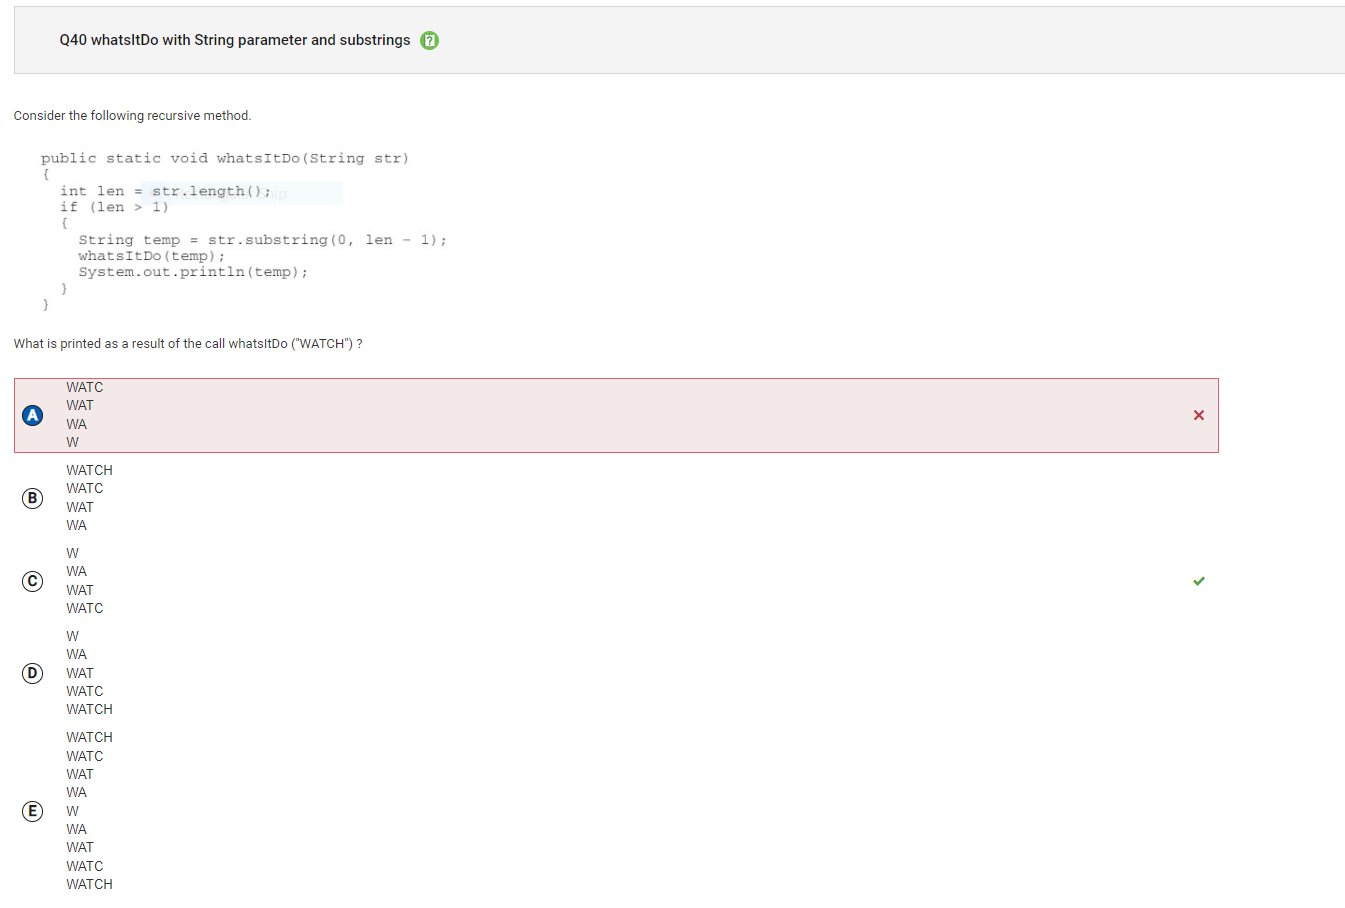 Q40 whatsItDo with String parameter and substrings
Consider the following recursive method.
public static void whatsItDo(String str)
{
int len = str.length();
if (len > 1)
{
String temp = str.substring(0, len - 1);
whatsItDo(temp);
System.out.println(temp);
}
}
What is printed as a result of the call whatsItDo ("WATCH") ?
A
WATC
WAT
WA
W
B
WATCH
WATC
WAT
WA
C
W
WA
WAT
WATC
D
W
WA
WAT
WATC
WATCH
E
WATCH
WATC
WAT
WA
W
WA
WAT
WATC
WATCH